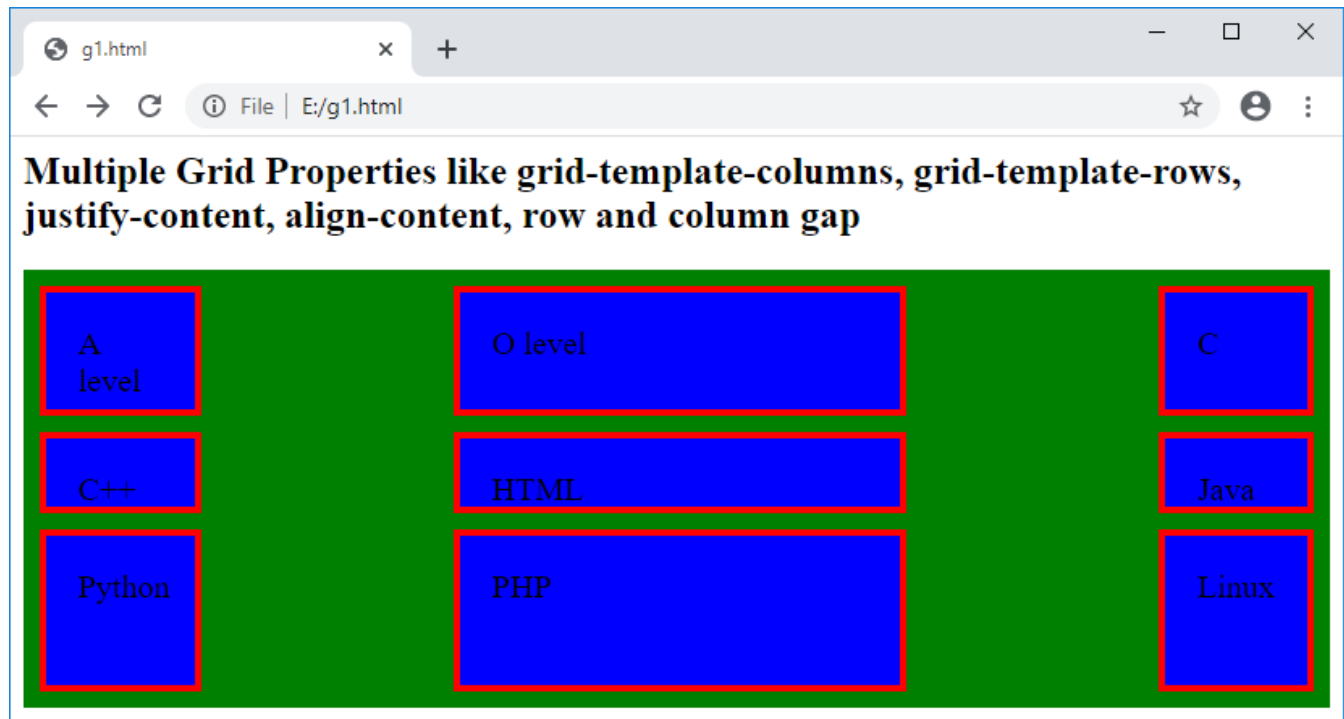 g1.html
File E:/g1.html
Multiple Grid Properties like grid-template-columns, grid-template-rows,
justify-content, align-content, row and column gap
A
level
O level
C
C++
HTML
Java
Python
PHP
Linux